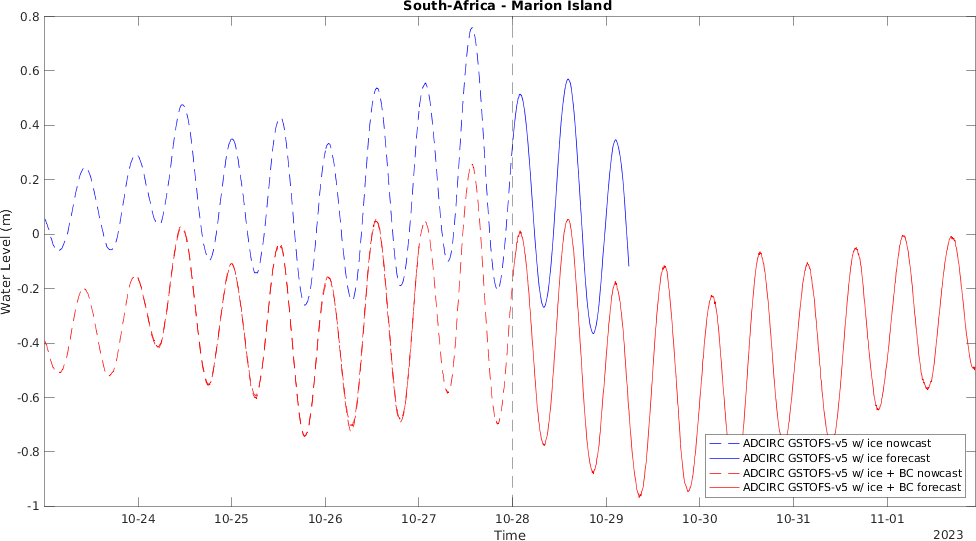 South-Africa - Marion Island
0.8
0.6
0.4
0.2
0
-0.2
-0.4
-0.6
-0.8
-1
Water Level (m)
ADCIRC GSTOFS-v5 w/ ice nowcast
ADCIRC GSTOFS-v5 w/ ice forecast
ADCIRC GSTOFS-v5 w/ ice + BC nowcast
ADCIRC GSTOFS-v5 w/ ice + BC forecast
10-24 10-25 10-26 10-27 10-28 10-29 10-30 10-31 11-01
Time
2023